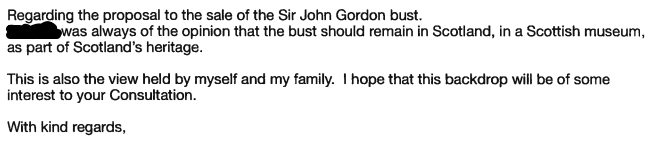 Regarding the proposal to the sale of the Sir John Gordon bust.
was always of the opinion that the bust should remain in Scotland, in a Scottish museum,
as part of Scotland's heritage.
This is also the view held by myself and my family.  I hope that this backdrop will be of some
interest to your Consultation.
With kind regards,